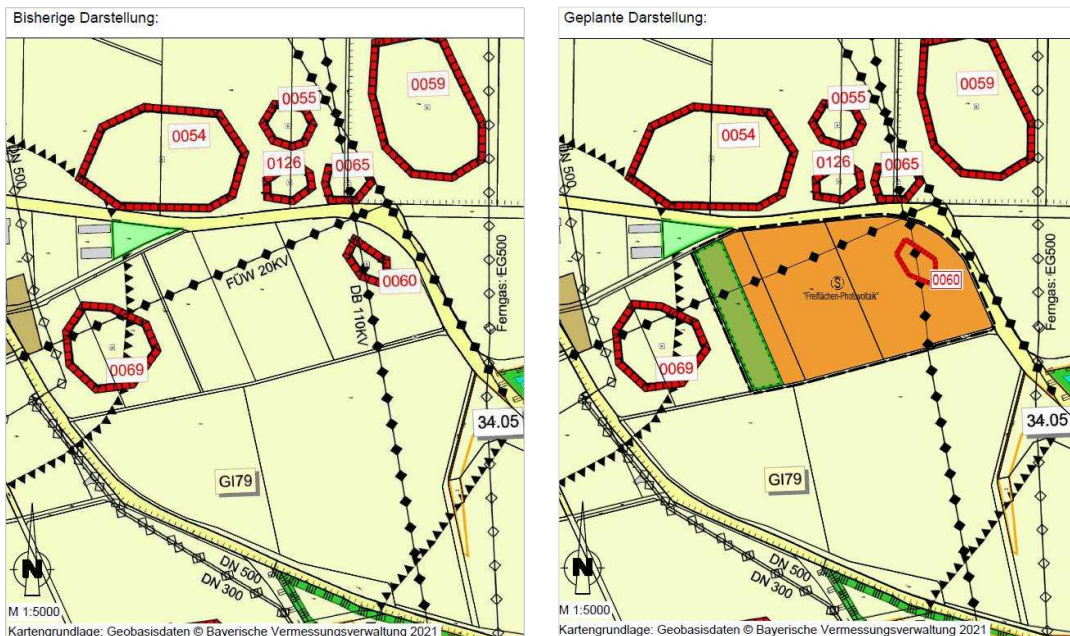 Bisherige Darstellung:
0059
0055
0054
0126
0065
DN 500
FÜW 20KV
0060
DB 110KV
Ferngas: EG500
0069
34.05
GI79
N
DN 500
DN 300
M 1:5000
Kartengrundlage: Geobasisdaten © Bayerische Vermessungsverwaltung 2021
Geplante Darstellung:
0059
0055
0054
0126
0065
DN 500
Ferngas: EG500
0060
S
"Freiflächen-Photovoltaik"
0069
34.05
GI79
N
DN 500
DN 300
M 1:5000
Kartengrundlage: Geobasisdaten © Bayerische Vermessungsverwaltung 2021